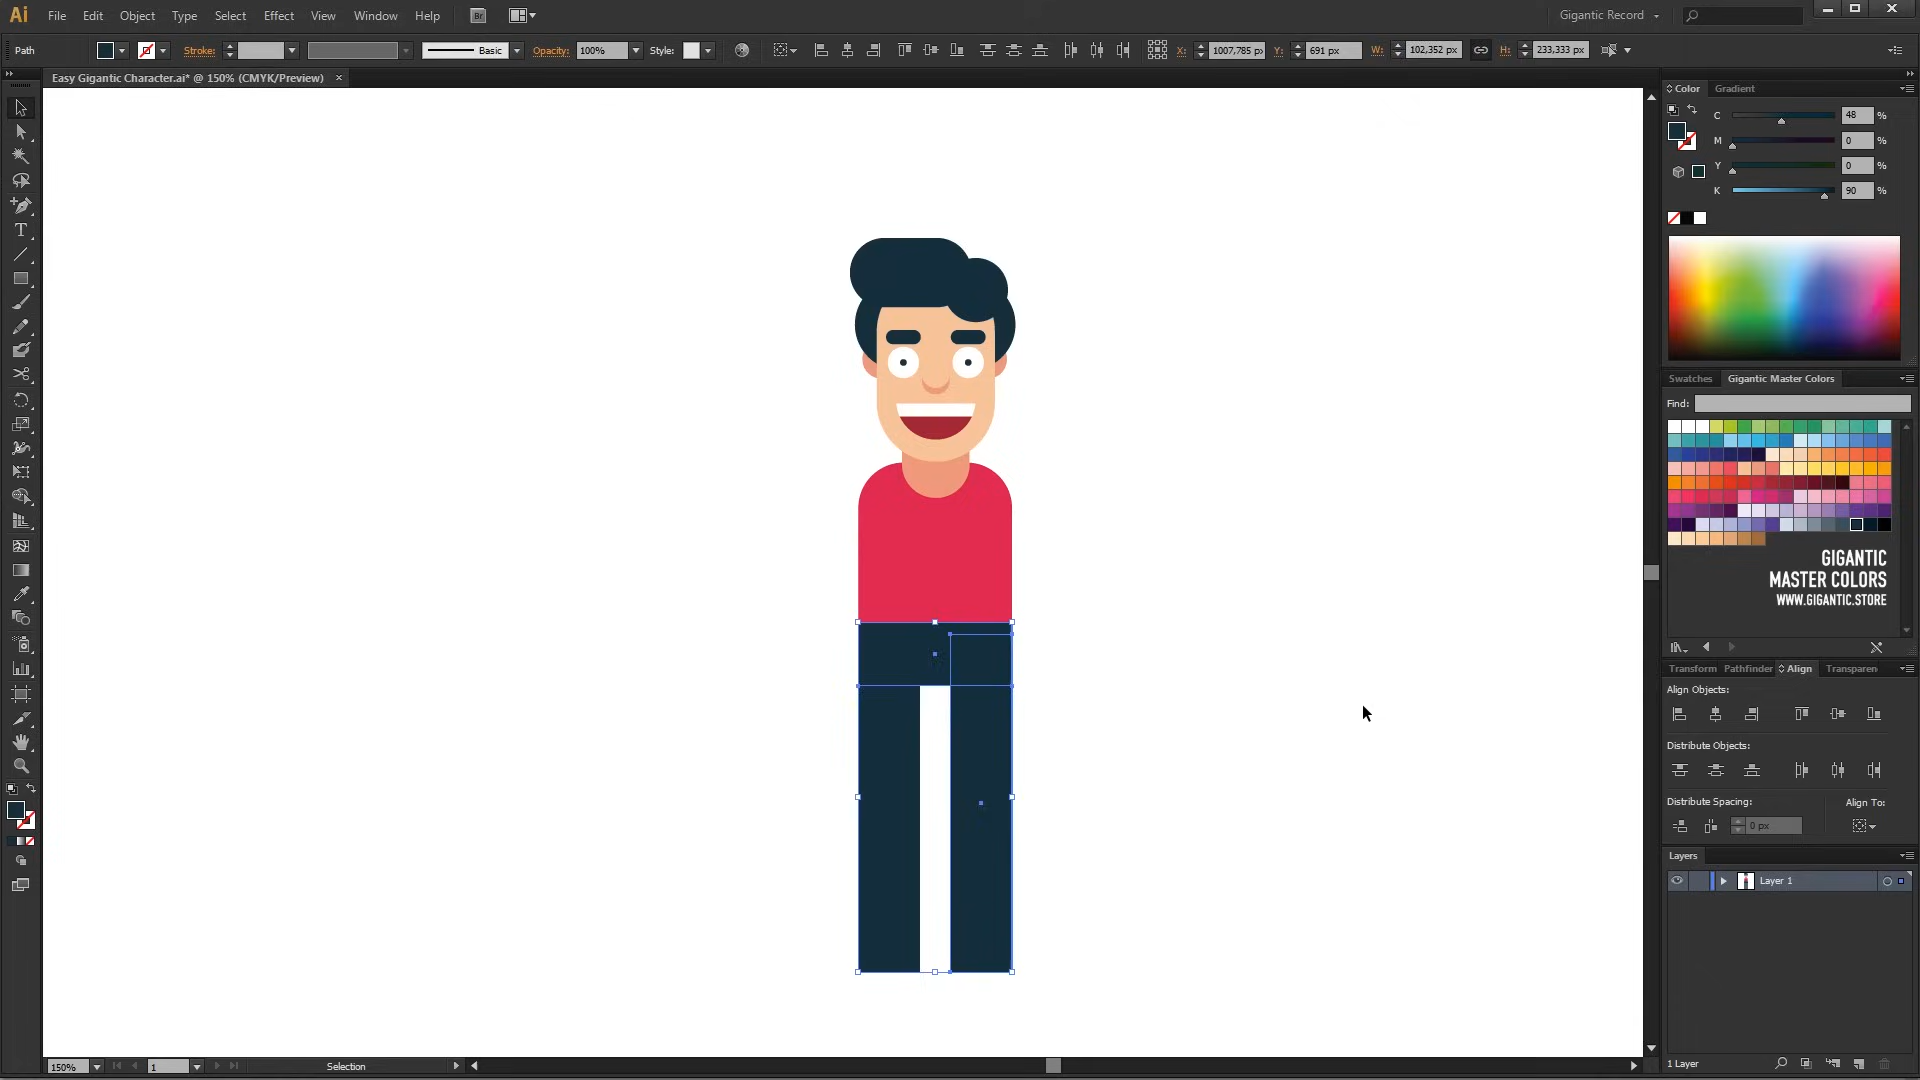 Ai File Edit Object Type Select Effect View Window Help Br Gigantic Record
Path Stroke: Basic Opacity: 100% Style: X: 1007,785 px Y: 691 px W: 102,352 px H: 233,333 px
Easy Gigantic Character.ai* @ 150% (CMYK/Preview) ×
Color Gradient
C 48 %
M 0 %
Y 0 %
K 90 %
Swatches Gigantic Master Colors
Find:
GIGANTIC
MASTER COLORS
WWW.GIGANTIC.STORE
Transform Pathfinder Align Transparen
Align Objects:
Distribute Objects:
Distribute Spacing: Align To:
0 px
Layers
Layer 1
1 Layer
150% 1 Selection